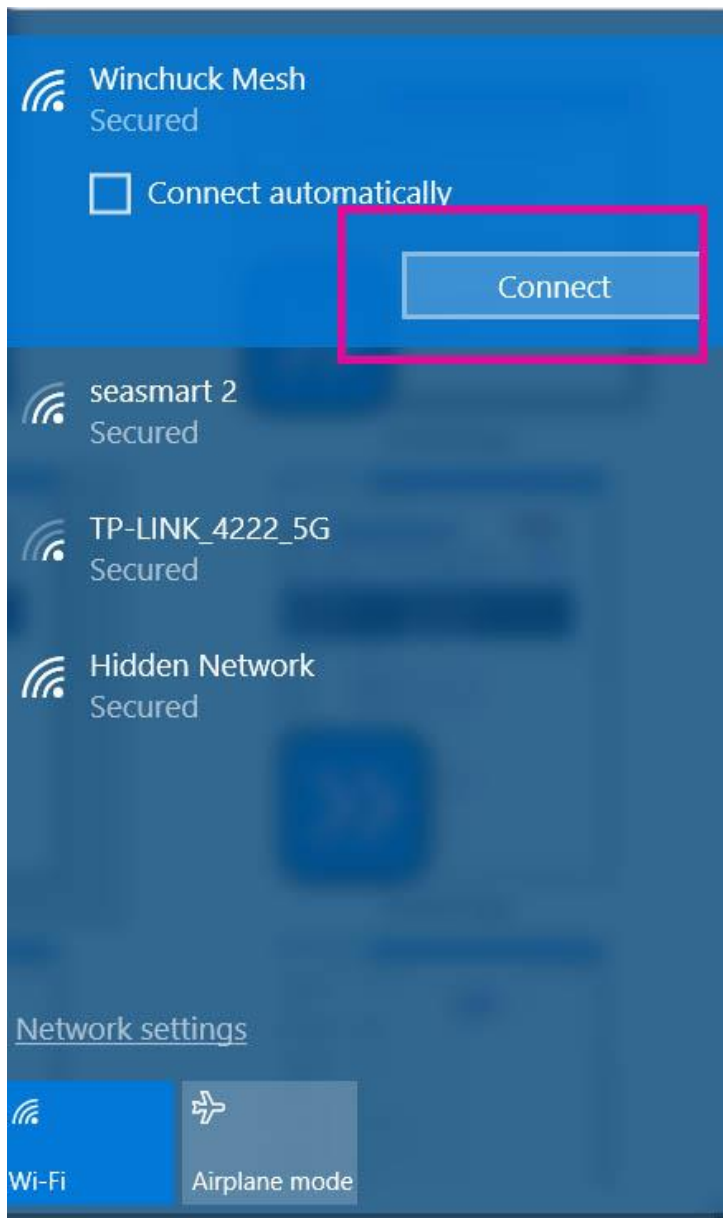 Winchuck Mesh
Secured
Connect automatically
Connect
seasmart 2
Secured
TP-LINK_4222_5G
Secured
Hidden Network
Secured
Network settings
Wi-Fi
Airplane mode